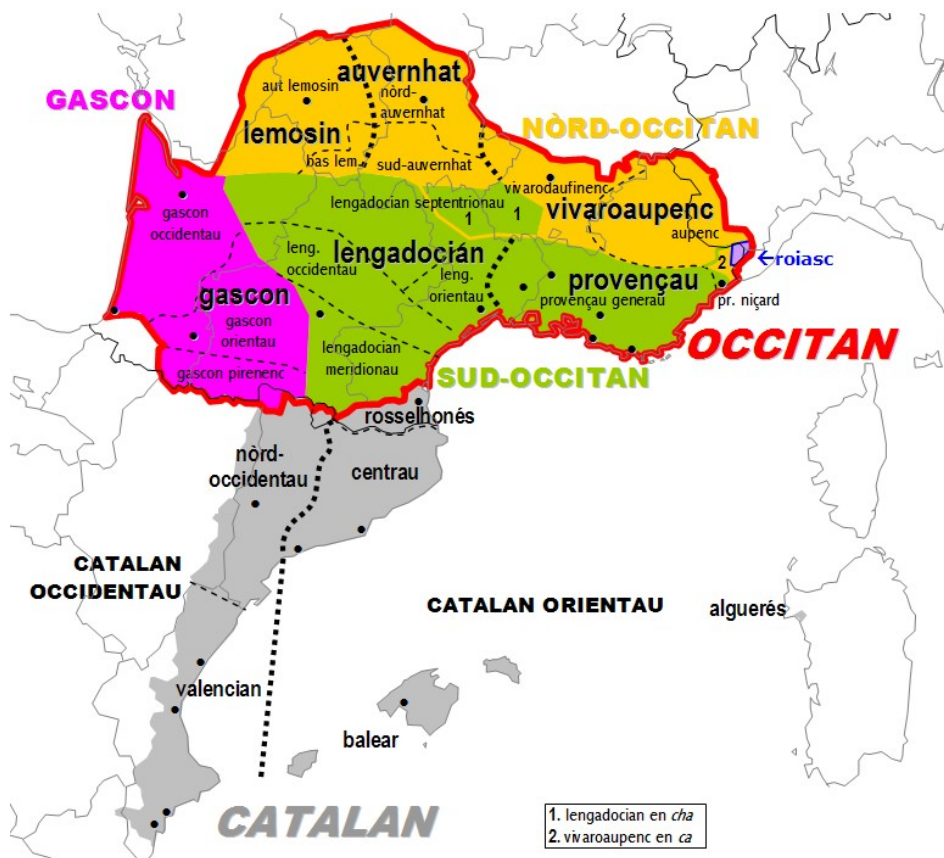 auvernhat
aut lemosin
nòrd-
auvernhat
GASCON
NÒRD-OCCITAN
lemosin
bas lem.
sud-auvernhat
vivarodaufinenc
lengadocian septentrionau
1
1
vivaroaupenc
aupenc
gascon
occidentau
leng.
occidentau
lengadocián
leng.
orientau
2
←roiasc
provençau
provençau generau
pr. niçard
gascon
gascon
orientau
OCCITAN
lengadocian
meridionau
gascon pirenenc
SUD-OCCITAN
rosselhonés
nòrd-
occidentau
centrau
CATALAN
OCCIDENTAU
CATALAN ORIENTAU
alguerés
valencian
balear
CATALAN
1. lengadocian en cha
2. vivaroaupenc en ca